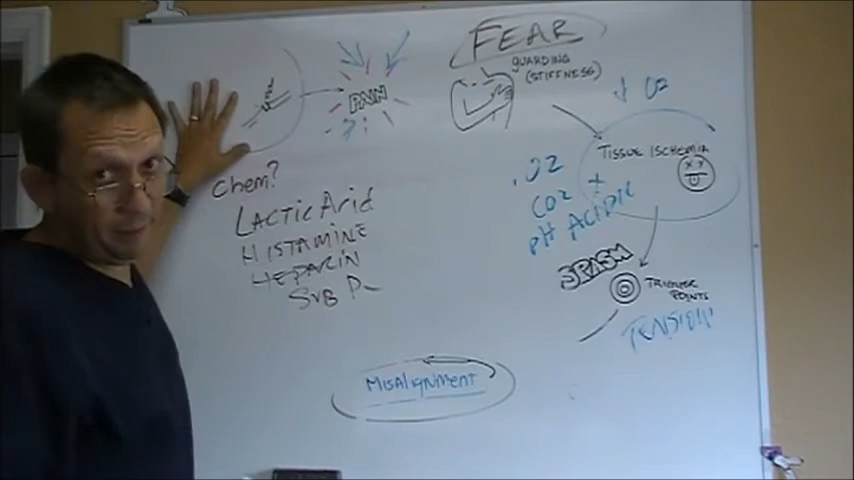 FEAR
GUARDING
(STIFFNESS)
PAIN
?
O2
TISSUE ISCHEMIA
Chem?
LACTIC Acid
HISTAMINE
HEPARIN
SUB P
O2
CO2 +
pH ACIDIC
SPASM
TRIGGER
POINTS
TENSION
MISAlignment